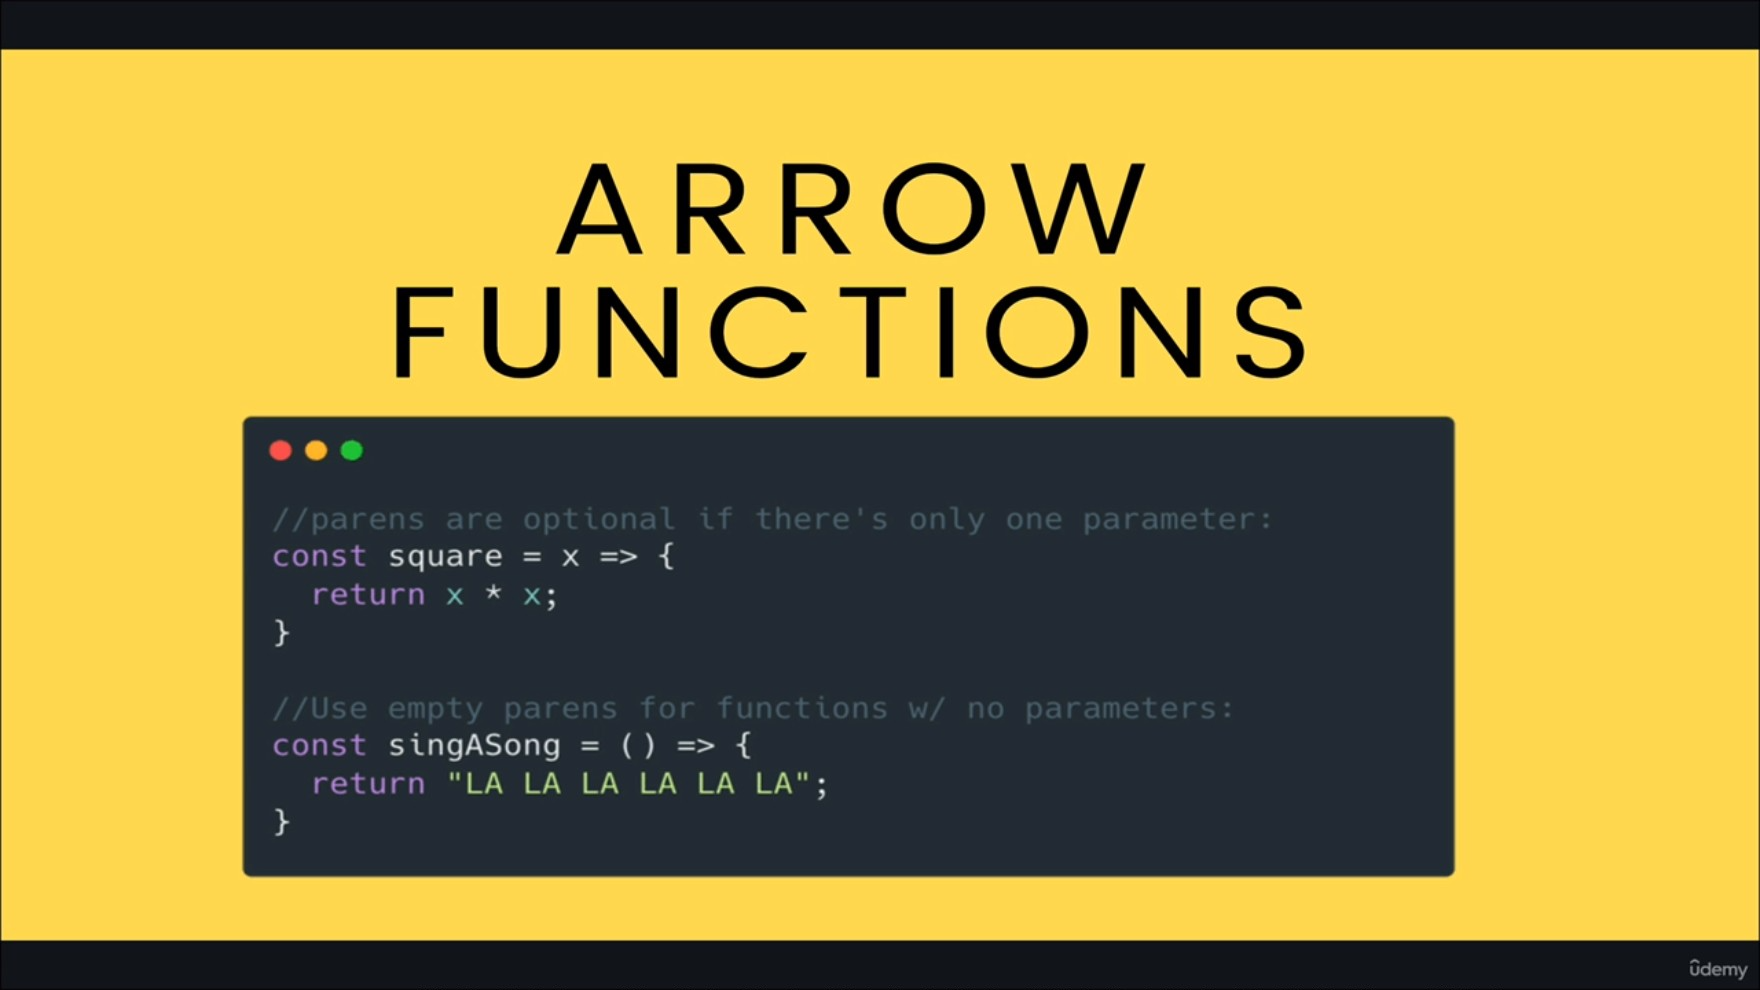 ARROW
FUNCTIONS
//parens are optional if there's only one parameter:
const square = x => {
  return x * x;
}
//Use empty parens for functions w/ no parameters:
const singASong = () => {
  return "LA LA LA LA LA LA";
}
ûdemy